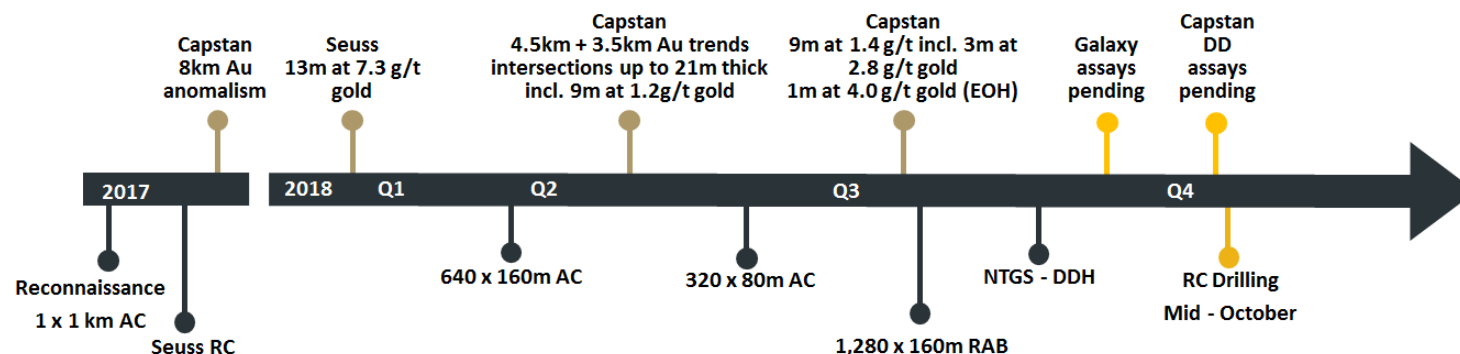 Capstan
8km Au
anomalism
Seuss
13m at 7.3 g/t
gold
Capstan
4.5km + 3.5km Au trends
intersections up to 21m thick
incl. 9m at 1.2g/t gold
Capstan
9m at 1.4 g/t incl. 3m at
2.8 g/t gold
1m at 4.0 g/t gold (EOH)
Galaxy
assays
pending
Capstan
DD
assays
pending
2017
2018
Q1
Q2
Q3
Q4
Reconnaissance
1 x 1 km AC
Seuss RC
640 x 160m AC
320 x 80m AC
1,280 x 160m RAB
NTGS - DDH
RC Drilling
Mid - October